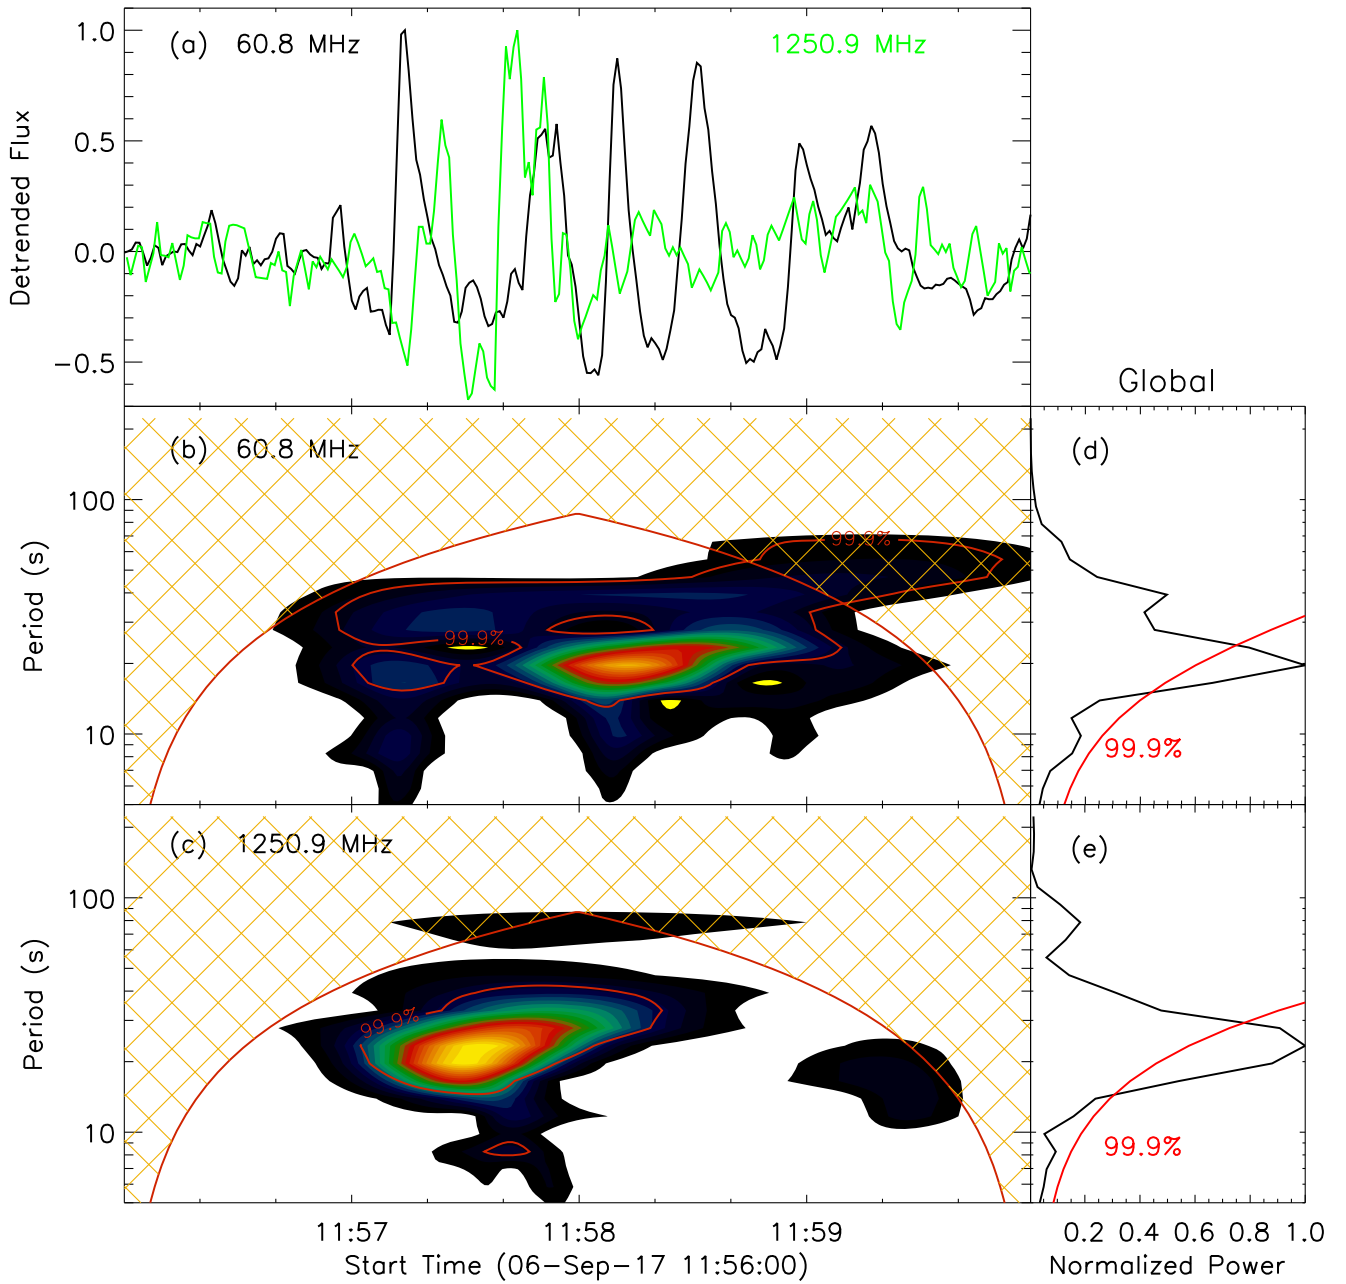 (a) 60.8 MHz 1250.9 MHz
1.0
0.5
0.0
−0.5
Detrended Flux
Global
(b) 60.8 MHz
99.9%
99.9%
100
10
Period (s)
(d)
99.9%
(c) 1250.9 MHz
99.9%
100
10
Period (s)
(e)
99.9%
11:57 11:58 11:59
Start Time (06-Sep-17 11:56:00)
0.2 0.4 0.6 0.8 1.0
Normalized Power